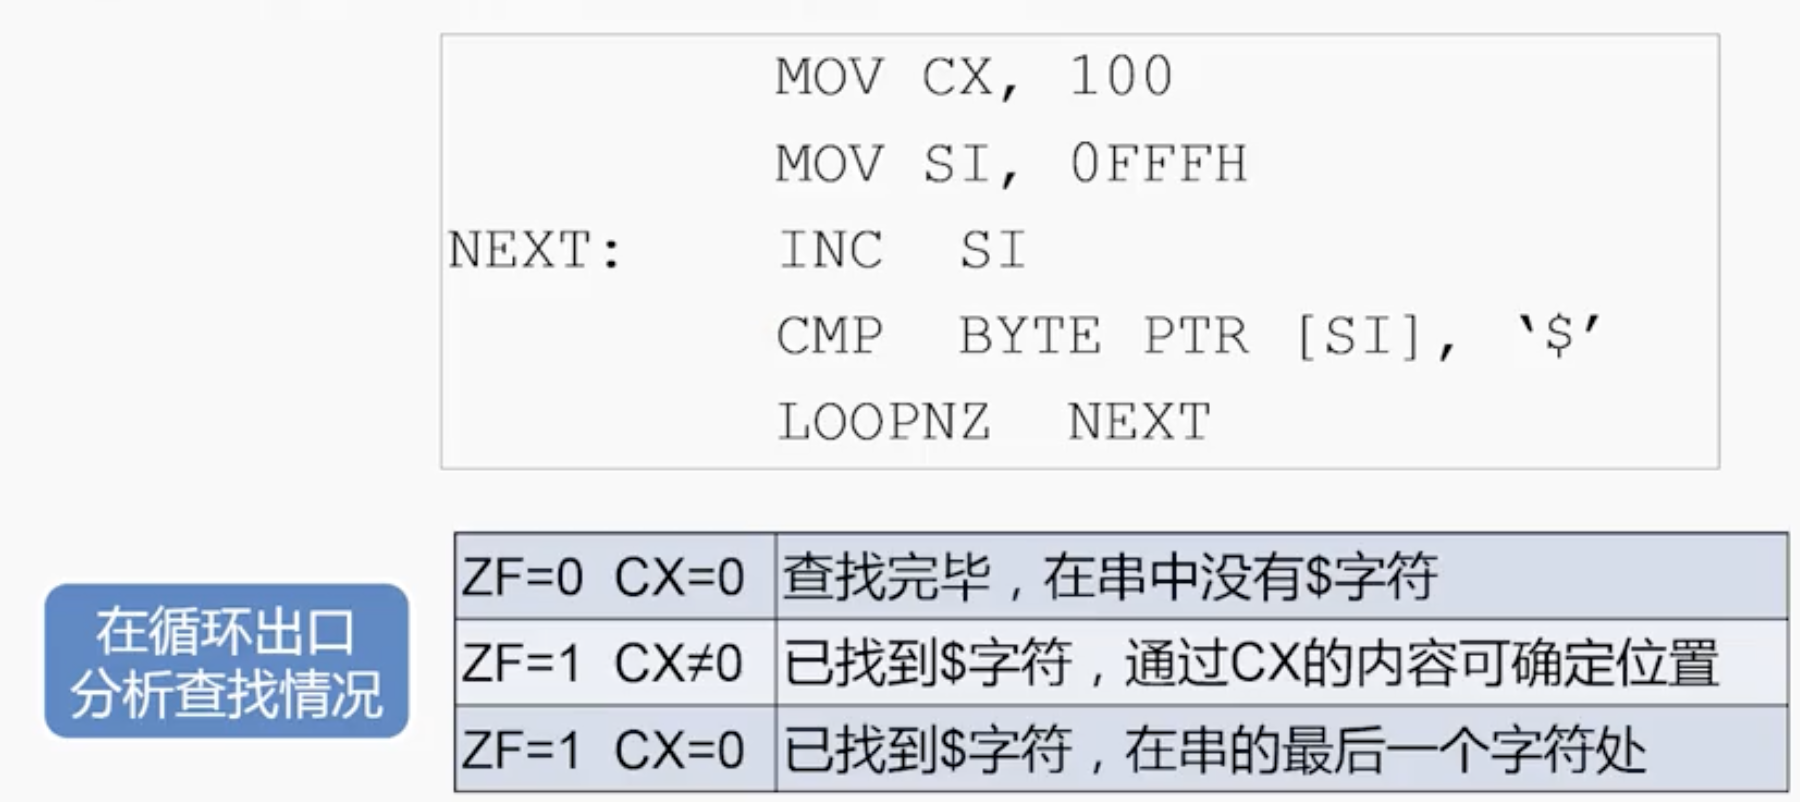 MOV CX, 100
MOV SI, 0FFFH
NEXT: INC SI
CMP BYTE PTR [SI], ‘$’
LOOPNZ NEXT
在循环出口
分析查找情况
ZF=0 CX=0 查找完毕，在串中没有$字符
ZF=1 CX≠0 已找到$字符，通过CX的内容可确定位置
ZF=1 CX=0 已找到$字符，在串的最后一个字符处